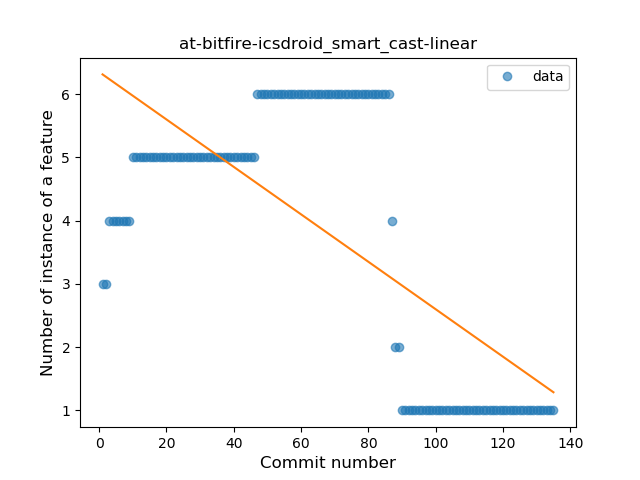 at-bitfire-icsdroid_smart_cast-linear
data
Number of instance of a feature
6
5
4
3
2
1
0 20 40 60 80 100 120 140
Commit number